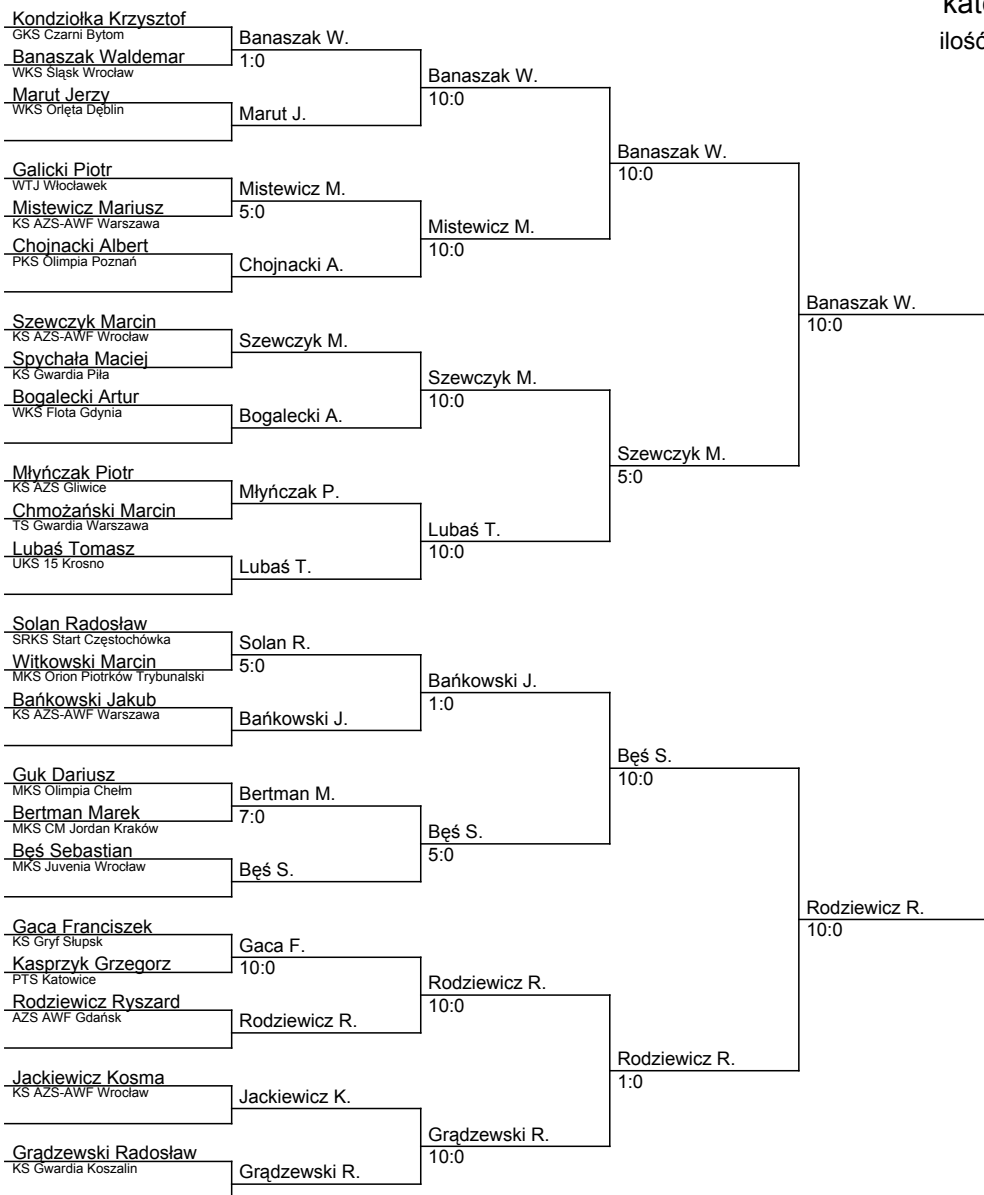 kate
ilość
Kondziołka Krzysztof
GKS Czarni Bytom
Banaszak Waldemar
WKS Śląsk Wrocław
Marut Jerzy
WKS Orlęta Dęblin
Galicki Piotr
WTJ Włocławek
Mistewicz Mariusz
KS AZS-AWF Warszawa
Chojnacki Albert
PKS Olimpia Poznań
Szewczyk Marcin
KS AZS-AWF Wrocław
Spychała Maciej
KS Gwardia Piła
Bogalecki Artur
WKS Flota Gdynia
Młyńczak Piotr
KS AZS Gliwice
Chmożański Marcin
TS Gwardia Warszawa
Lubaś Tomasz
UKS 15 Krosno
Solan Radosław
SRKS Start Częstochówka
Witkowski Marcin
MKS Orion Piotrków Trybunalski
Bańkowski Jakub
KS AZS-AWF Warszawa
Guk Dariusz
MKS Olimpia Chełm
Bertman Marek
MKS CM Jordan Kraków
Bęś Sebastian
MKS Juvenia Wrocław
Gaca Franciszek
KS Gryf Słupsk
Kasprzyk Grzegorz
PTS Katowice
Rodziewicz Ryszard
AZS AWF Gdańsk
Jackiewicz Kosma
KS AZS-AWF Wrocław
Grądzewski Radosław
KS Gwardia Koszalin
Banaszak W.
1:0
Marut J.
Mistewicz M.
5:0
Chojnacki A.
Szewczyk M.
Bogalecki A.
Młyńczak P.
Lubaś T.
Solan R.
5:0
Bańkowski J.
Bertman M.
7:0
Bęś S.
Gaca F.
10:0
Rodziewicz R.
Jackiewicz K.
Grądzewski R.
Banaszak W.
10:0
Mistewicz M.
10:0
Szewczyk M.
10:0
Lubaś T.
10:0
Bańkowski J.
1:0
Bęś S.
5:0
Rodziewicz R.
10:0
Grądzewski R.
10:0
Banaszak W.
10:0
Szewczyk M.
5:0
Bęś S.
10:0
Rodziewicz R.
1:0
Banaszak W.
10:0
Rodziewicz R.
10:0